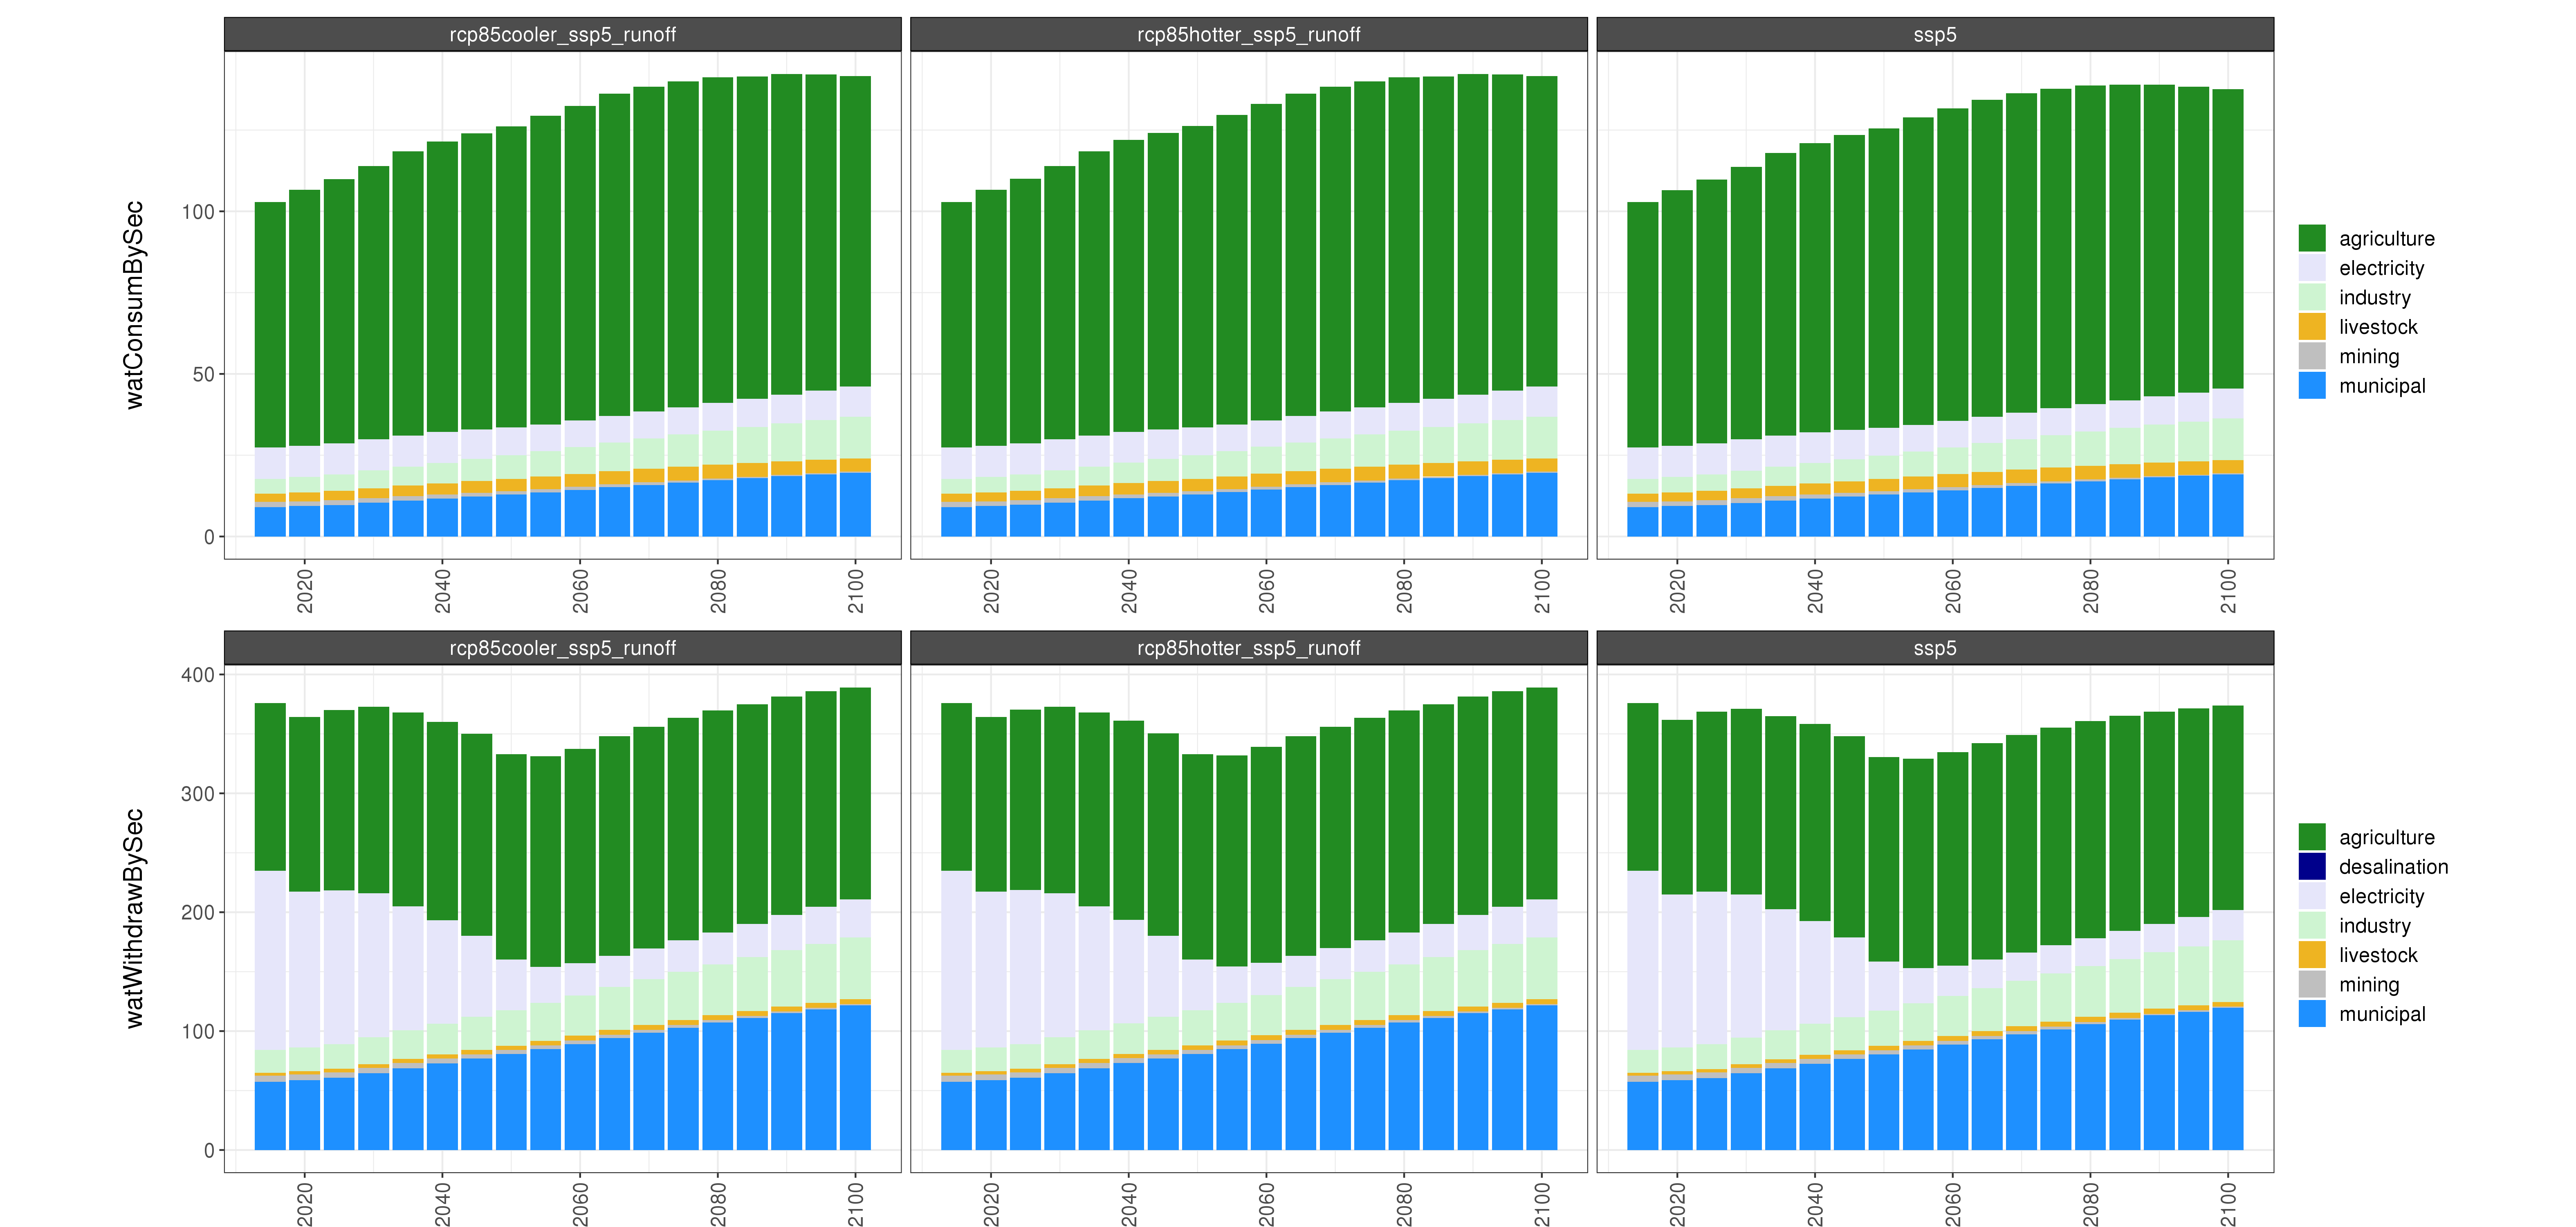 rcp85cooler_ssp5_runoff rcp85hotter_ssp5_runoff ssp5
watConsumBySec
100
50
0
2020 2040 2060 2080 2100 2020 2040 2060 2080 2100 2020 2040 2060 2080 2100
agriculture
electricity
industry
livestock
mining
municipal
rcp85cooler_ssp5_runoff rcp85hotter_ssp5_runoff ssp5
watWithdrawBySec
400
300
200
100
0
2020 2040 2060 2080 2100 2020 2040 2060 2080 2100 2020 2040 2060 2080 2100
agriculture
desalination
electricity
industry
livestock
mining
municipal